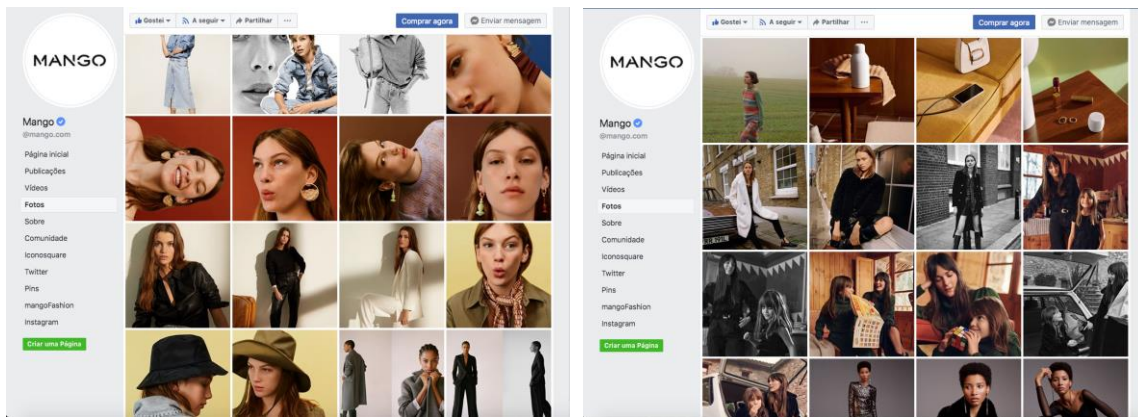 Gostei A seguir Partilhar ... Comprar agora Enviar mensagem
MANGO
Mango
@mango.com
Página inicial
Publicações
Vídeos
Fotos
Sobre
Comunidade
Iconosquare
Twitter
Pins
mangoFashion
Instagram
Criar uma Página
Gostei A seguir Partilhar ... Comprar agora Enviar mensagem
MANGO
Mango
@mango.com
Página inicial
Publicações
Vídeos
Fotos
Sobre
Comunidade
Iconosquare
Twitter
Pins
mangoFashion
Instagram
Criar uma Página